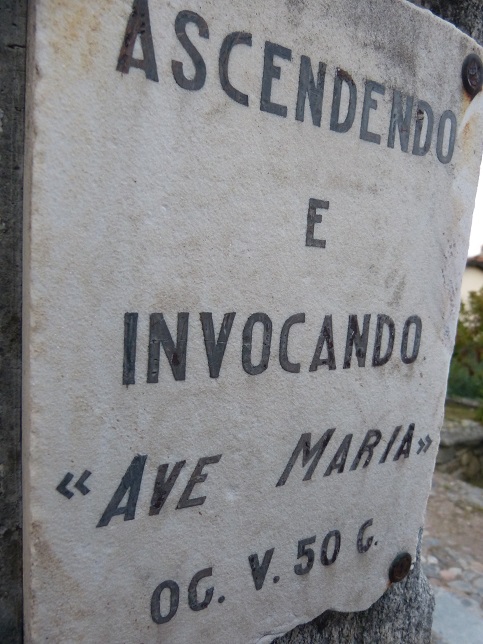 ASCENDENDO
E
INVOCANDO
«AVE MARIA»
OG. V. 50 G.